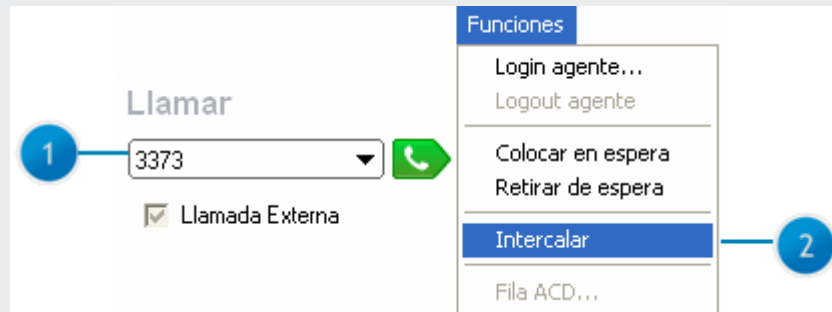 Funciones
Login agente...
Logout agente
Llamar
1
3373
Colocar en espera
Retirar de espera
Llamada Externa
Intercalar
2
Fila ACD...